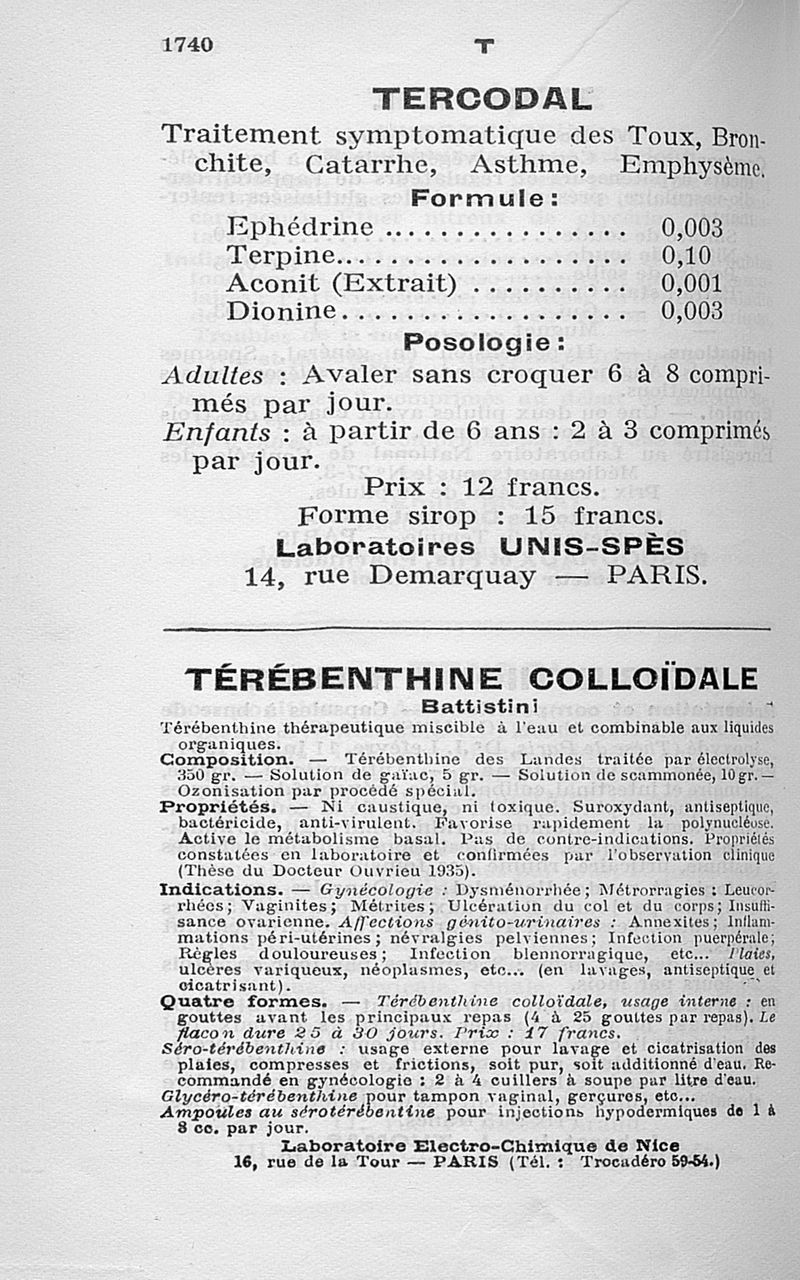 1740 T
TERCODAL
Traitement symptomatique des Toux, Bron-
chite, Catarrhe, Asthme, Emphysème.
Formule :
Ephédrine ................ 0,003
Terpine................... 0,10
Aconit (Extrait) .......... 0,001
Dionine................... 0,003
Posologie :
Adultes : Avaler sans croquer 6 à 8 compri-
més par jour.
Enfants : à partir de 6 ans : 2 à 3 comprimés
par jour.
Prix : 12 francs.
Forme sirop : 15 francs.
Laboratoires UNIS-SPÈS
14, rue Demarquay — PARIS.
TÉRÉBENTHINE COLLOÏDALE
Battistini
Térébenthine thérapeutique miscible à l'eau et combinable aux liquides
organiques.
Composition. — Térébenthine des Landes traitée par électrolyse,
350 gr. — Solution de gaïac, 5 gr. — Solution de scammonée, 10 gr. —
Ozonisation par procédé spécial.
Propriétés. — Ni caustique, ni toxique. Suroxydant, antiseptique,
bactéricide, anti-virulent. Favorise rapidement la polynucléose.
Active le métabolisme basal. Pas de contre-indications. Propriétés
constatées en laboratoire et confirmées par l'observation clinique
(Thèse du Docteur Ouvrieu 1935).
Indications. — Gynécologie : Dysménorrhée ; Métrorragies ; Leucor-
rhées ; Vaginites ; Métrites ; Ulcération du col et du corps ; Insuffi-
sance ovarienne. Affections génito-urinaires : Annexites ; Inflam-
mations péri-utérines ; névralgies pelviennes ; Infection puerpérale ;
Règles douloureuses ; Infection blennorragique, etc... Plaies,
ulcères variqueux, néoplasmes, etc... (en lavages, antiseptique et
cicatrisant).
Quatre formes. — Térébenthine colloïdale, usage interne : en
gouttes avant les principaux repas (4 à 25 gouttes par repas). Le
flacon dure 25 à 30 jours. Prix : 17 francs.
Séro-térébenthine : usage externe pour lavage et cicatrisation des
plaies, compresses et frictions, soit pur, soit additionné d'eau. Re-
commandé en gynécologie : 2 à 4 cuillers à soupe par litre d'eau.
Glycéro-térébenthine pour tampon vaginal, gerçures, etc...
Ampoules au sérotérébentine pour injections hypodermiques de 1 à
8 cc. par jour.
Laboratoire Electro-Chimique de Nice
16, rue de la Tour — PARIS (Tél. : Trocadéro 59-54.)